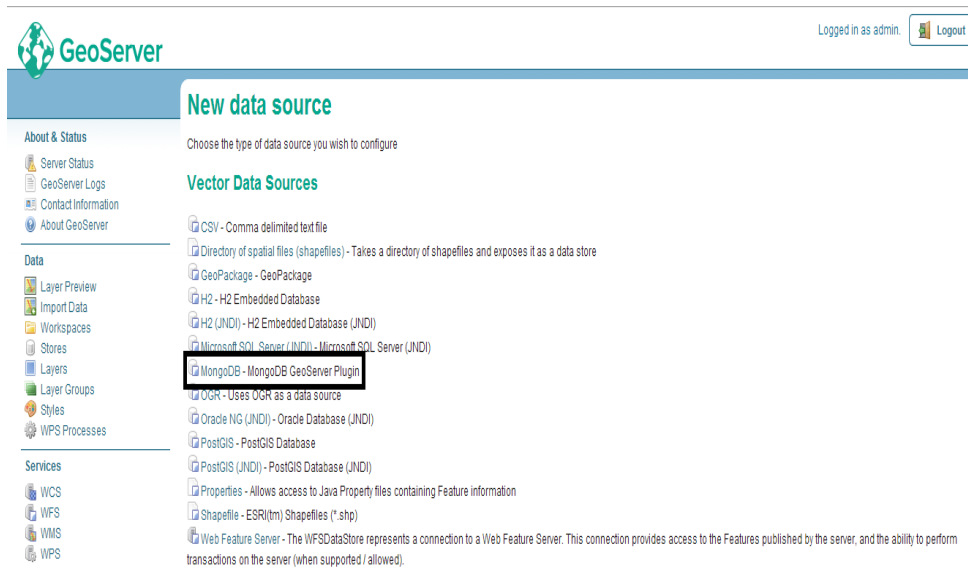 GeoServer
Logged in as admin.
Logout
New data source
Choose the type of data source you wish to configure
Vector Data Sources
CSV - Comma delimited text file
Directory of spatial files (shapefiles) - Takes a directory of shapefiles and exposes it as a data store
GeoPackage - GeoPackage
H2 - H2 Embedded Database
H2 (JNDI) - H2 Embedded Database (JNDI)
Microsoft SQL Server (JNDI) - Microsoft SQL Server (JNDI)
MongoDB - MongoDB GeoServer Plugin
OGR - Uses OGR as a data source
Oracle NG (JNDI) - Oracle Database (JNDI)
PostGIS - PostGIS Database
PostGIS (JNDI) - PostGIS Database (JNDI)
Properties - Allows access to Java Property files containing Feature information
Shapefile - ESRI(tm) Shapefiles (*.shp)
Web Feature Server - The WFSDataStore represents a connection to a Web Feature Server. This connection provides access to the Features published by the server, and the ability to perform
transactions on the server (when supported / allowed).
About & Status
Server Status
GeoServer Logs
Contact Information
About GeoServer
Data
Layer Preview
Import Data
Workspaces
Stores
Layers
Layer Groups
Styles
WPS Processes
Services
WCS
WFS
WMS
WPS